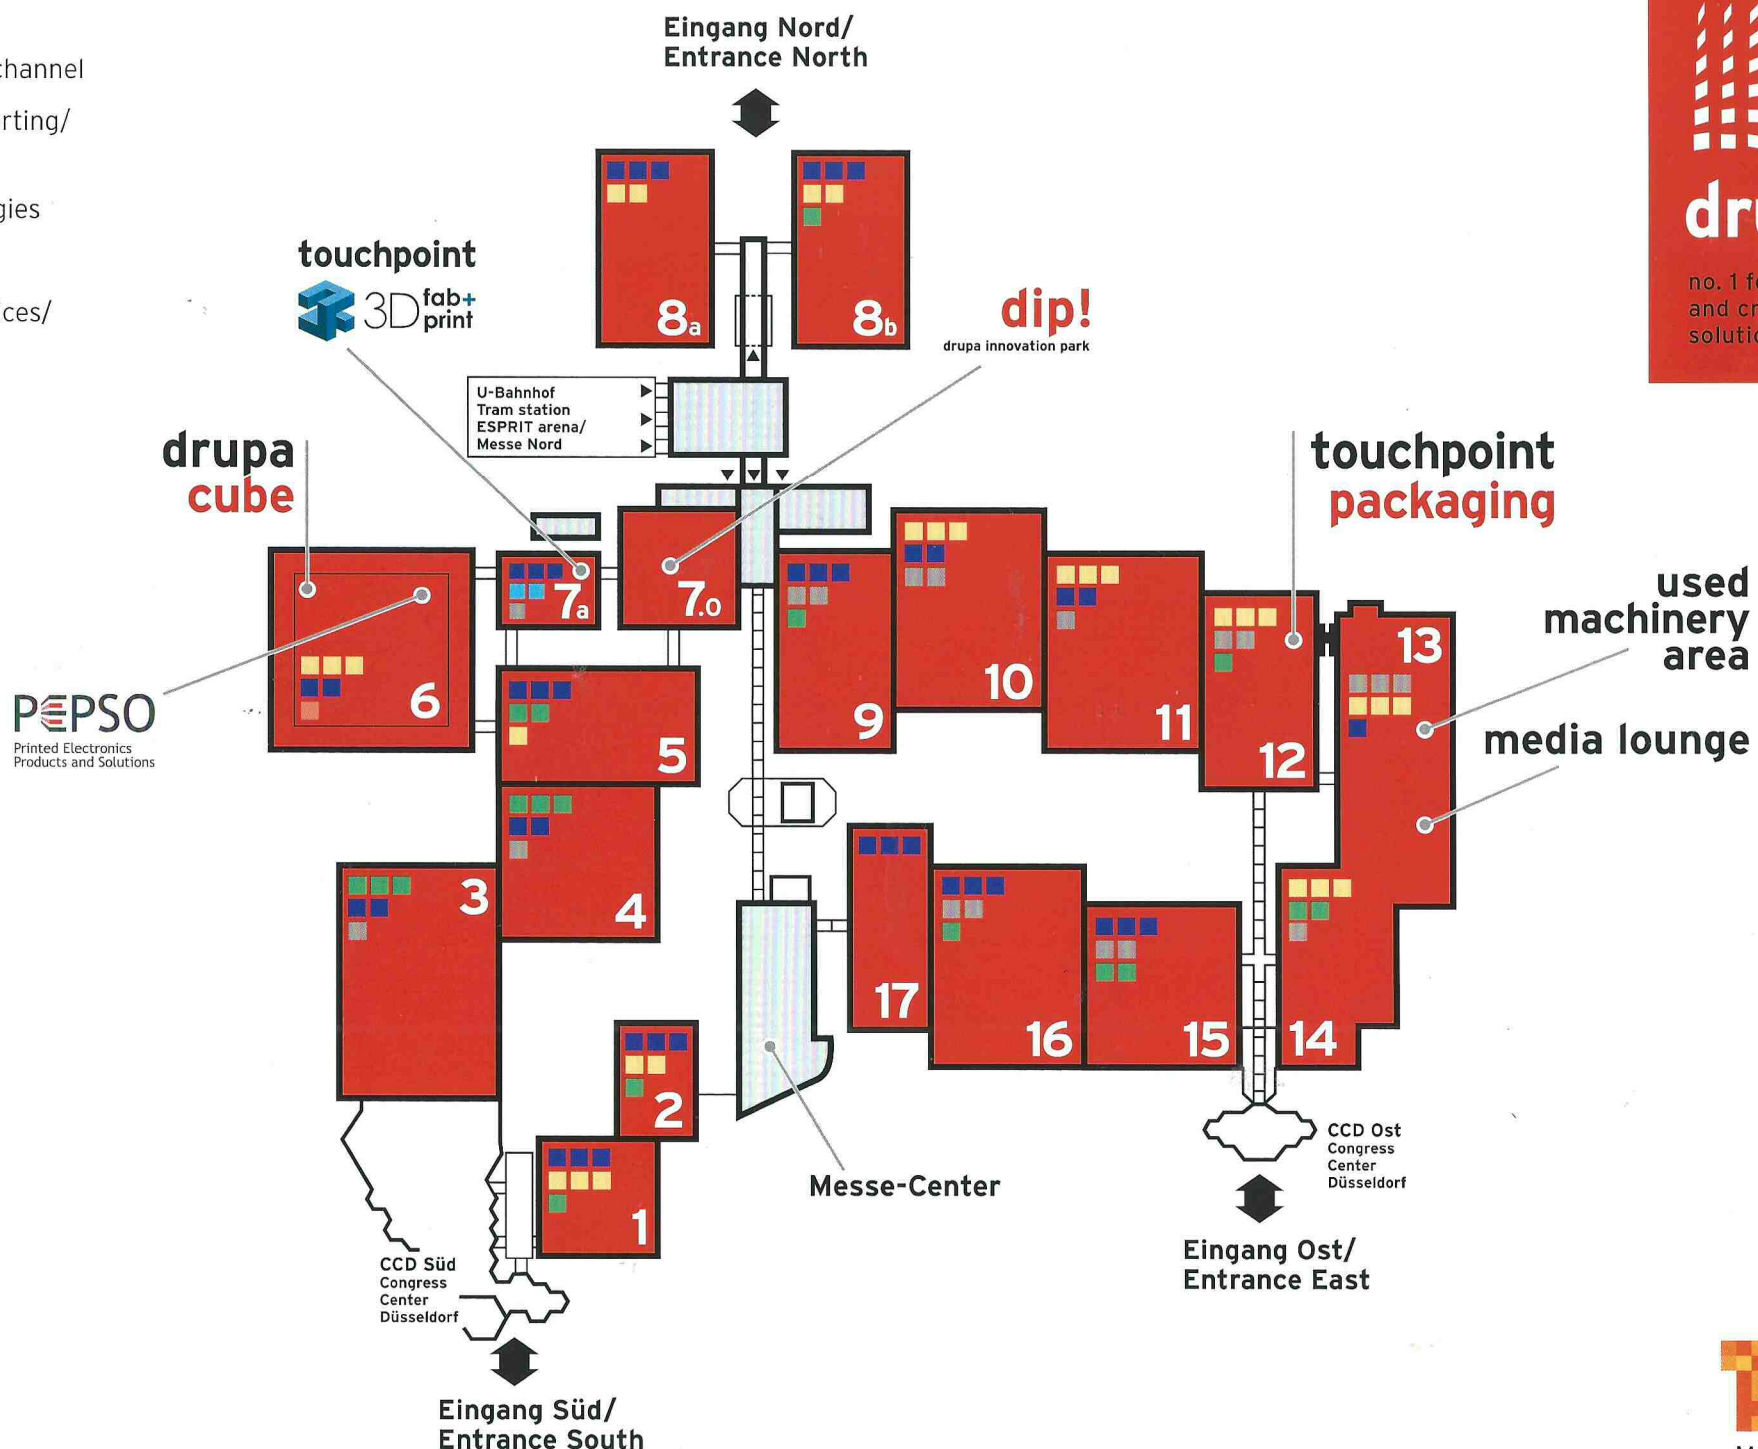 channel
rting/
gies
ces/
Eingang Nord/
Entrance North
dru
no. 1 fo
and cr
solutio
8a
8b
touchpoint
3D fab+
print
dip!
drupa innovation park
U-Bahnhof
Tram station
ESPRIT arena/
Messe Nord
drupa
cube
touchpoint
packaging
used
machinery
area
media lounge
PEPSO
Printed Electronics
Products and Solutions
6
7a
7.0
5
4
3
2
1
9
10
11
12
13
14
15
16
17
Messe-Center
CCD Ost
Congress
Center
Düsseldorf
Eingang Ost/
Entrance East
CCD Süd
Congress
Center
Düsseldorf
Eingang Süd/
Entrance South